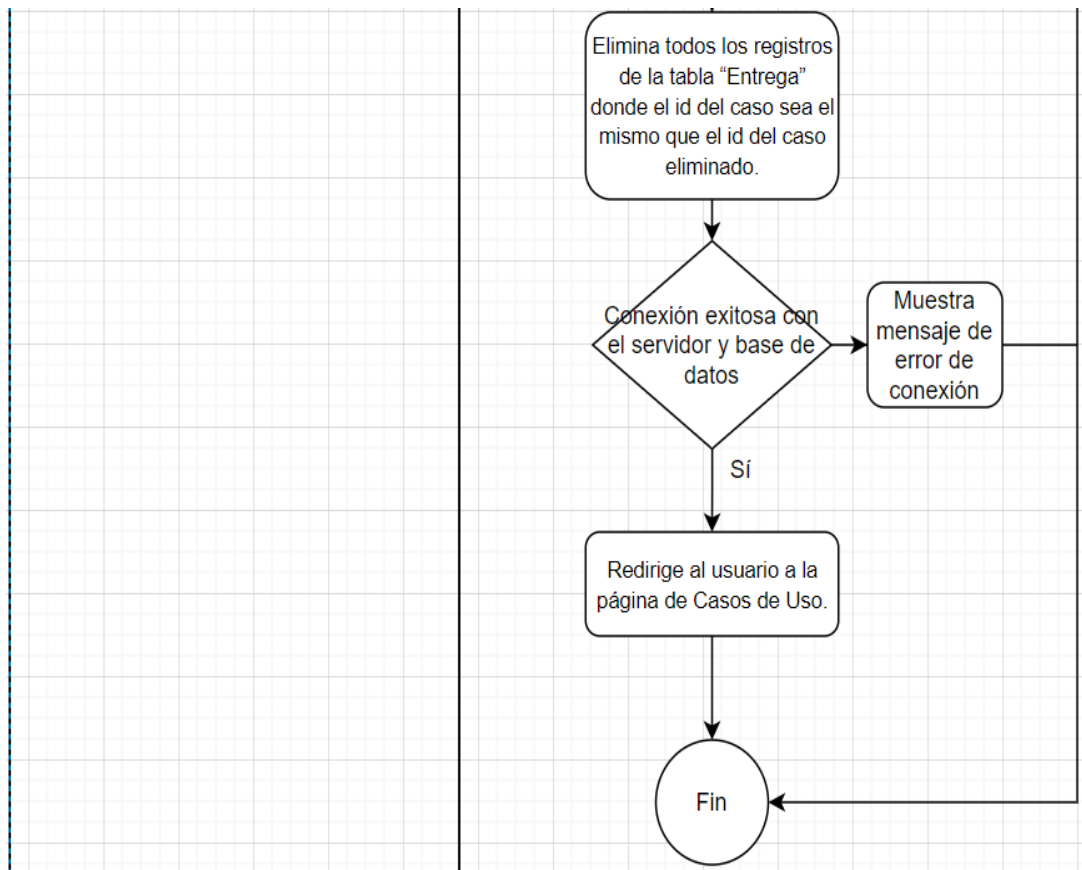 Elimina todos los registros
de la tabla “Entrega”
donde el id del caso sea el
mismo que el id del caso
eliminado.
Conexión exitosa con
el servidor y base de
datos
Muestra
mensaje de
error de
conexión
Sí
Redirige al usuario a la
página de Casos de Uso.
Fin